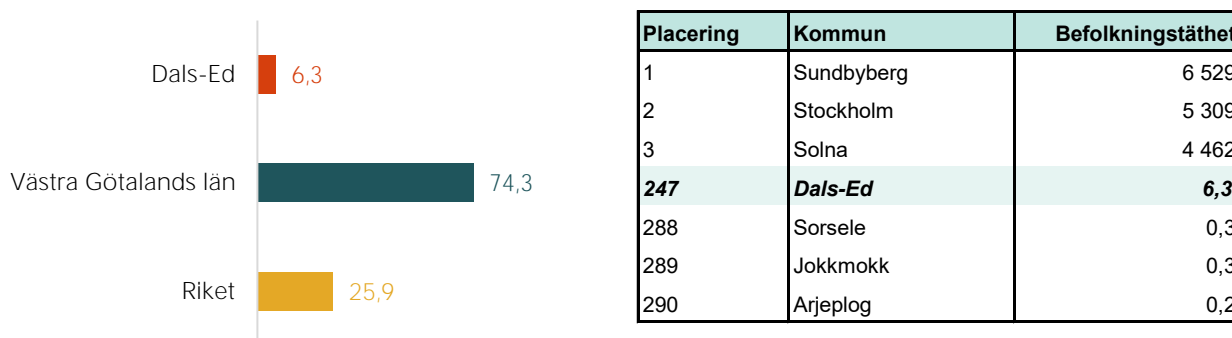 Dals-Ed 6,3
Västra Götalands län 74,3
Riket 25,9
Placering Kommun Befolkningstäthet
1 Sundbyberg 6 529
2 Stockholm 5 309
3 Solna 4 462
247 Dals-Ed 6,3
288 Sorsele 0,3
289 Jokkmokk 0,3
290 Arjeplog 0,2